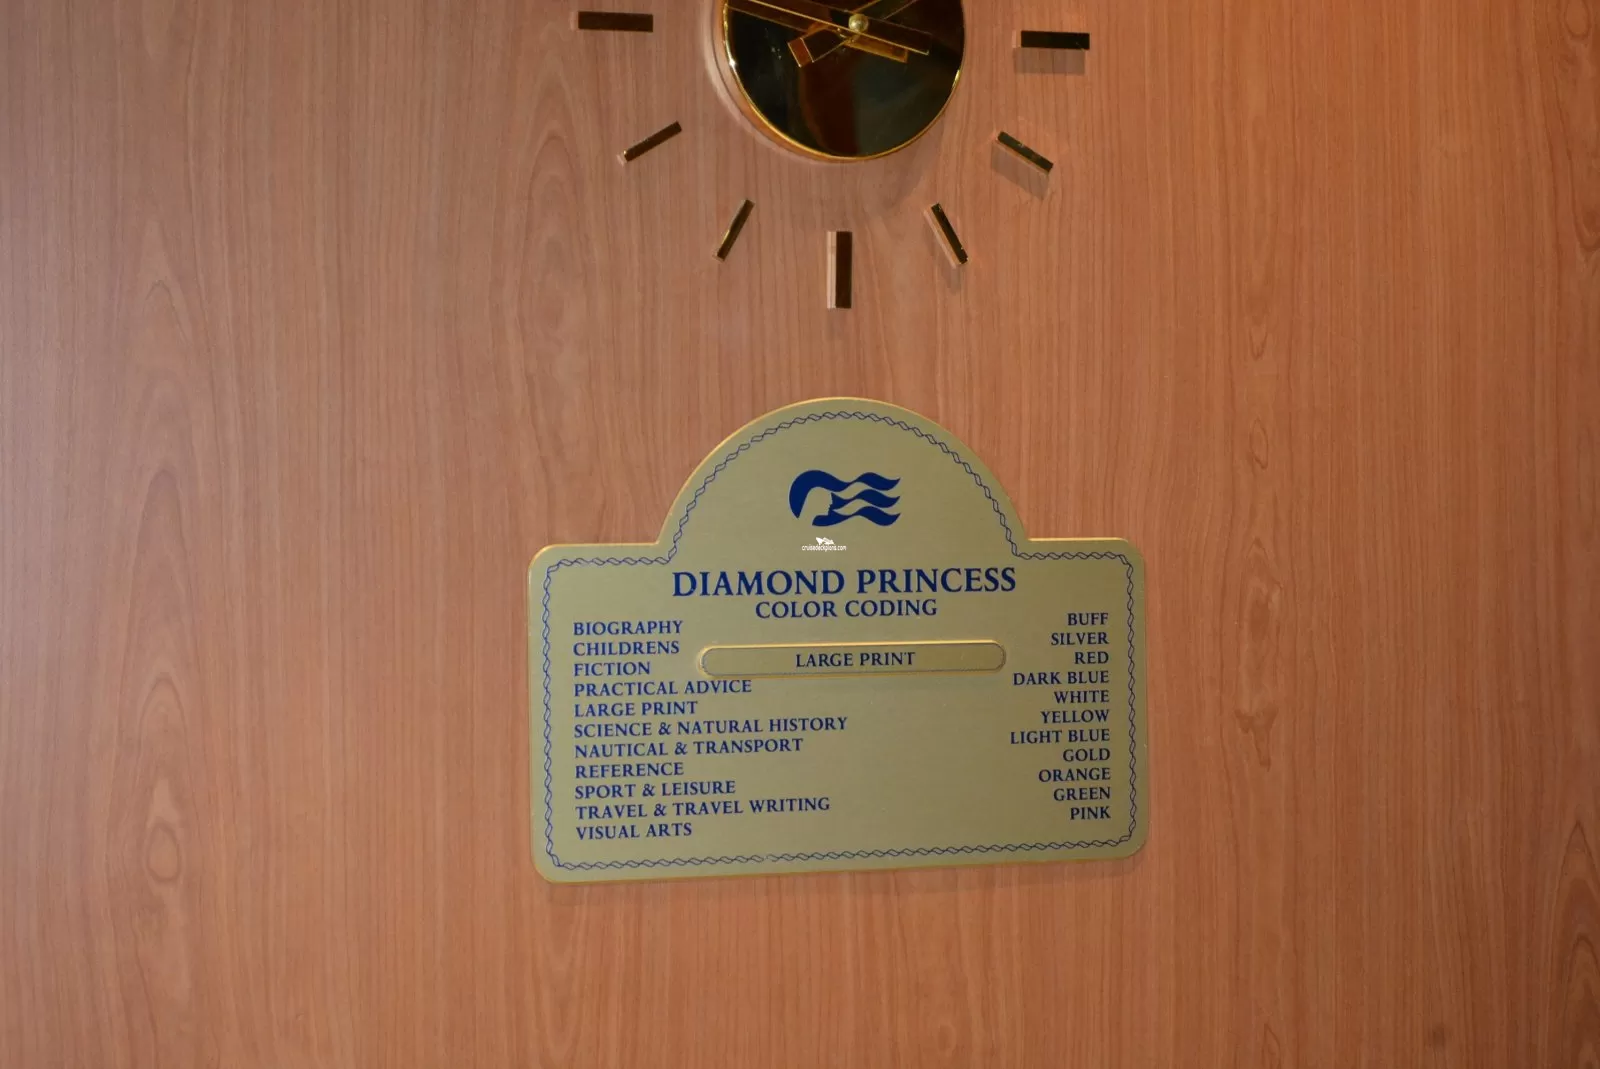 cruisedeckplans.com
DIAMOND PRINCESS
COLOR CODING
BIOGRAPHY BUFF
CHILDRENS SILVER
FICTION RED
LARGE PRINT
PRACTICAL ADVICE DARK BLUE
LARGE PRINT WHITE
SCIENCE & NATURAL HISTORY YELLOW
NAUTICAL & TRANSPORT LIGHT BLUE
REFERENCE GOLD
SPORT & LEISURE ORANGE
TRAVEL & TRAVEL WRITING GREEN
VISUAL ARTS PINK